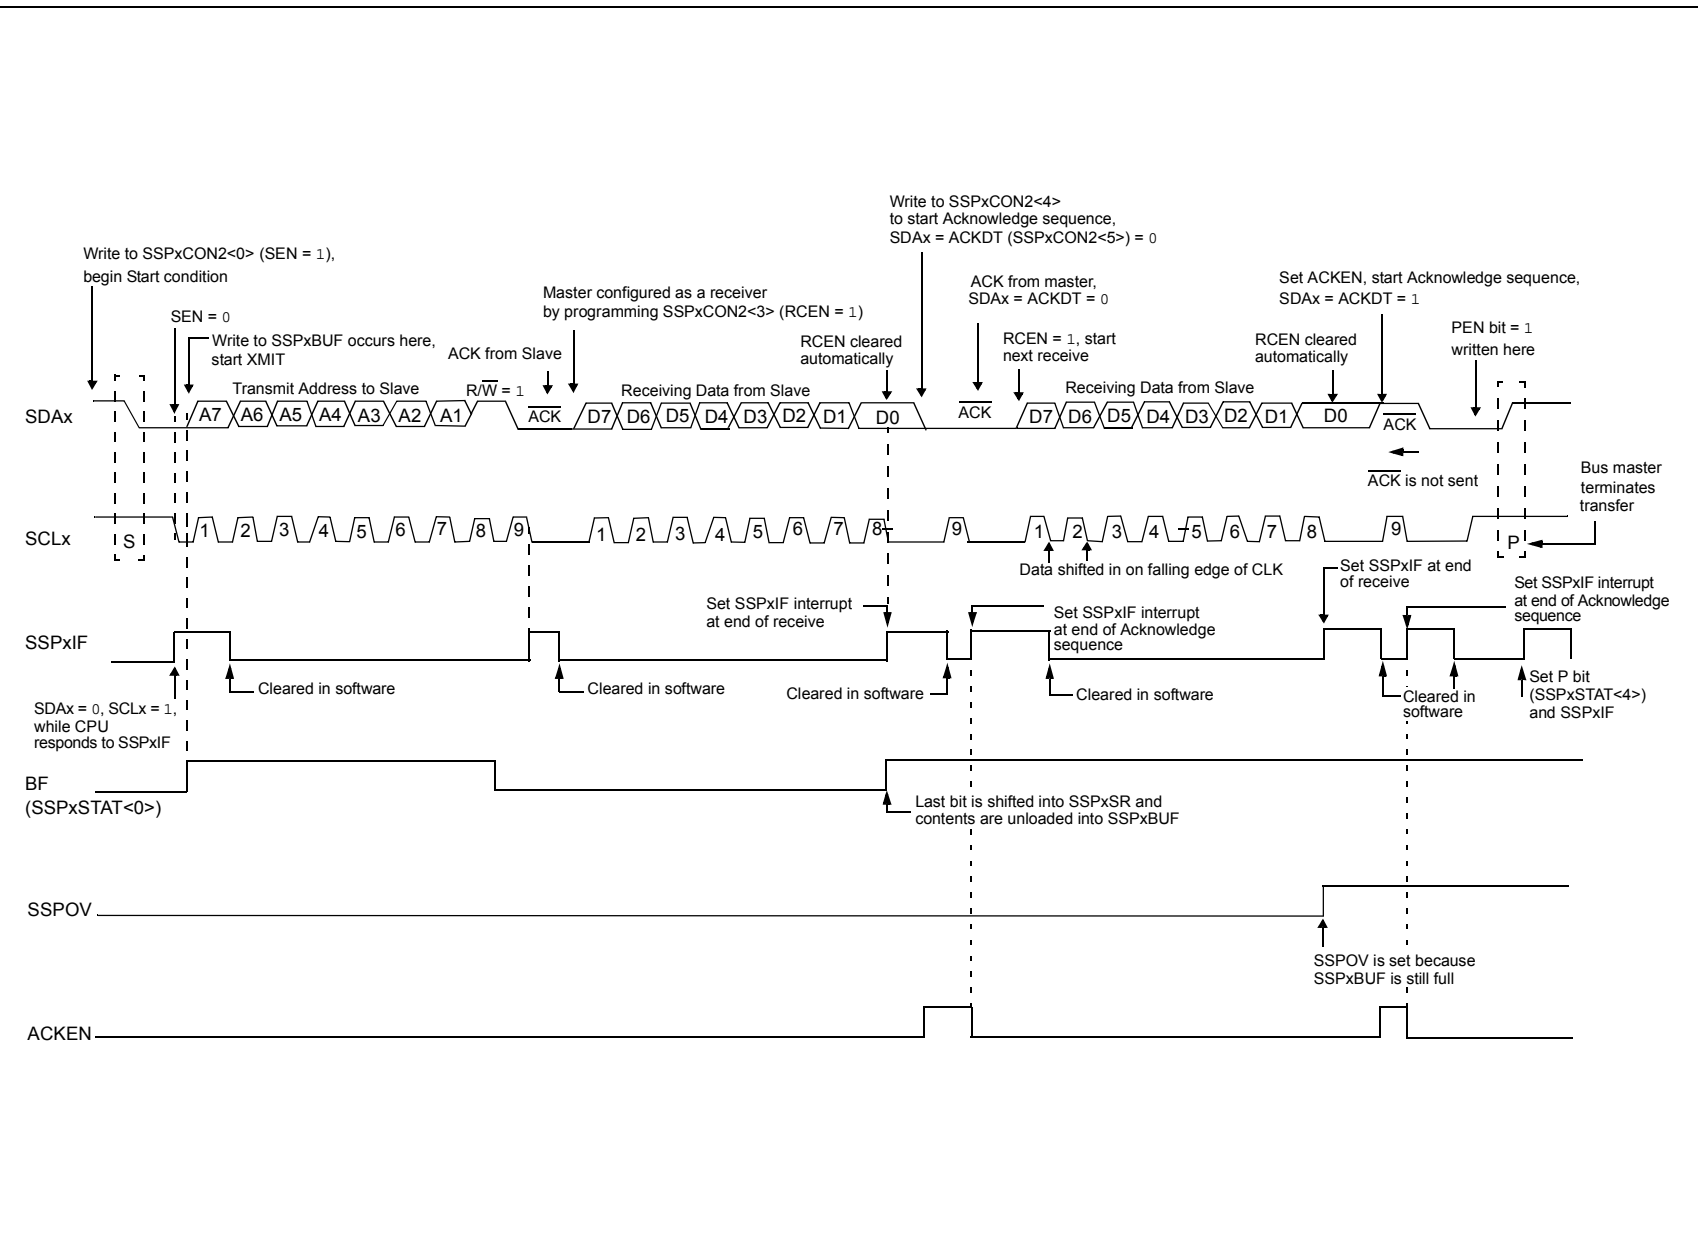 Write to SSPxCON2<4>
to start Acknowledge sequence,
SDAx = ACKDT (SSPxCON2<5>) = 0
Write to SSPxCON2<0> (SEN = 1),
begin Start condition
ACK from master,
SDAx = ACKDT = 0
Set ACKEN, start Acknowledge sequence,
SDAx = ACKDT = 1
Master configured as a receiver
by programming SSPxCON2<3> (RCEN = 1)
SEN = 0
Write to SSPxBUF occurs here,
start XMIT
ACK from Slave
RCEN cleared
automatically
RCEN = 1, start
next receive
RCEN cleared
automatically
PEN bit = 1
written here
Transmit Address to Slave
R/W = 1
Receiving Data from Slave
Receiving Data from Slave
SDAx
A7 A6 A5 A4 A3 A2 A1
ACK
D7 D6 D5 D4 D3 D2 D1 D0
ACK
D7 D6 D5 D4 D3 D2 D1 D0
ACK
ACK is not sent
Bus master
terminates
transfer
SCLx
S
1 2 3 4 5 6 7 8 9
1 2 3 4 5 6 7 8 9
1 2 3 4 5 6 7 8 9
P
Data shifted in on falling edge of CLK
Set SSPxIF interrupt
at end of receive
Set SSPxIF interrupt
at end of Acknowledge
sequence
Set SSPxIF at end
of receive
Set SSPxIF interrupt
at end of Acknowledge
sequence
SSPxIF
Cleared in software
Cleared in software
Cleared in software
Cleared in software
Cleared in
software
Set P bit
(SSPxSTAT<4>)
and SSPxIF
SDAx = 0, SCLx = 1,
while CPU
responds to SSPxIF
BF
(SSPxSTAT<0>)
Last bit is shifted into SSPxSR and
contents are unloaded into SSPxBUF
SSPOV
SSPOV is set because
SSPxBUF is still full
ACKEN